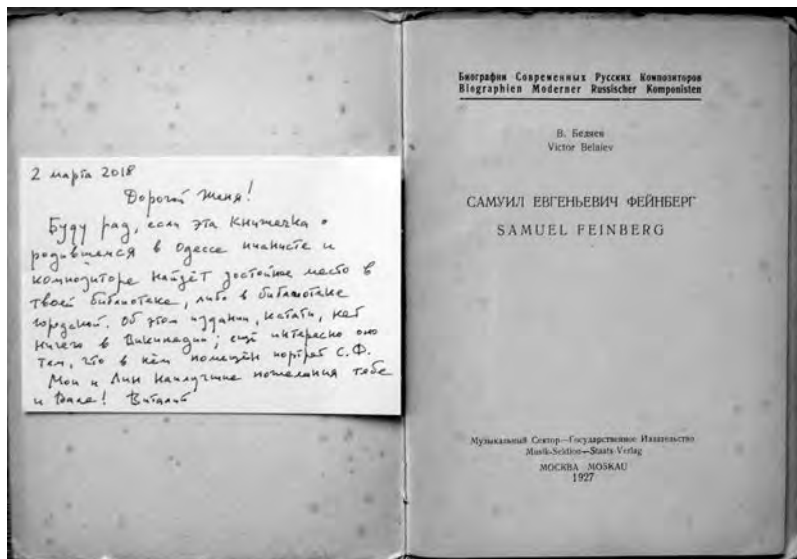 2 марта 2018
Дорогой Женя!
Буду рад, если эта книжечка о
родившемся в Одессе пианисте и
композиторе найдёт достойное место в
твоей библиотеке, либо в библиотеке
городской. Об этом издании, кстати, нет
ничего в Википедии; ещё интересно оно
тем, что в нём помещён портрет С.Ф.
Мои и Лин наилучшие пожелания тебе
и Вале! Виталий
Биографии Современных Русских Композиторов
Biographien Moderner Russischer Komponisten
В. Беляев
Victor Belaiev
САМУИЛ ЕВГЕНЬЕВИЧ ФЕЙНБЕРГ
SAMUEL FEINBERG
Музыкальный Сектор—Государственное Издательство
Musik-Sektion—Staats-Verlag
МОСКВА MOSKAU
1927